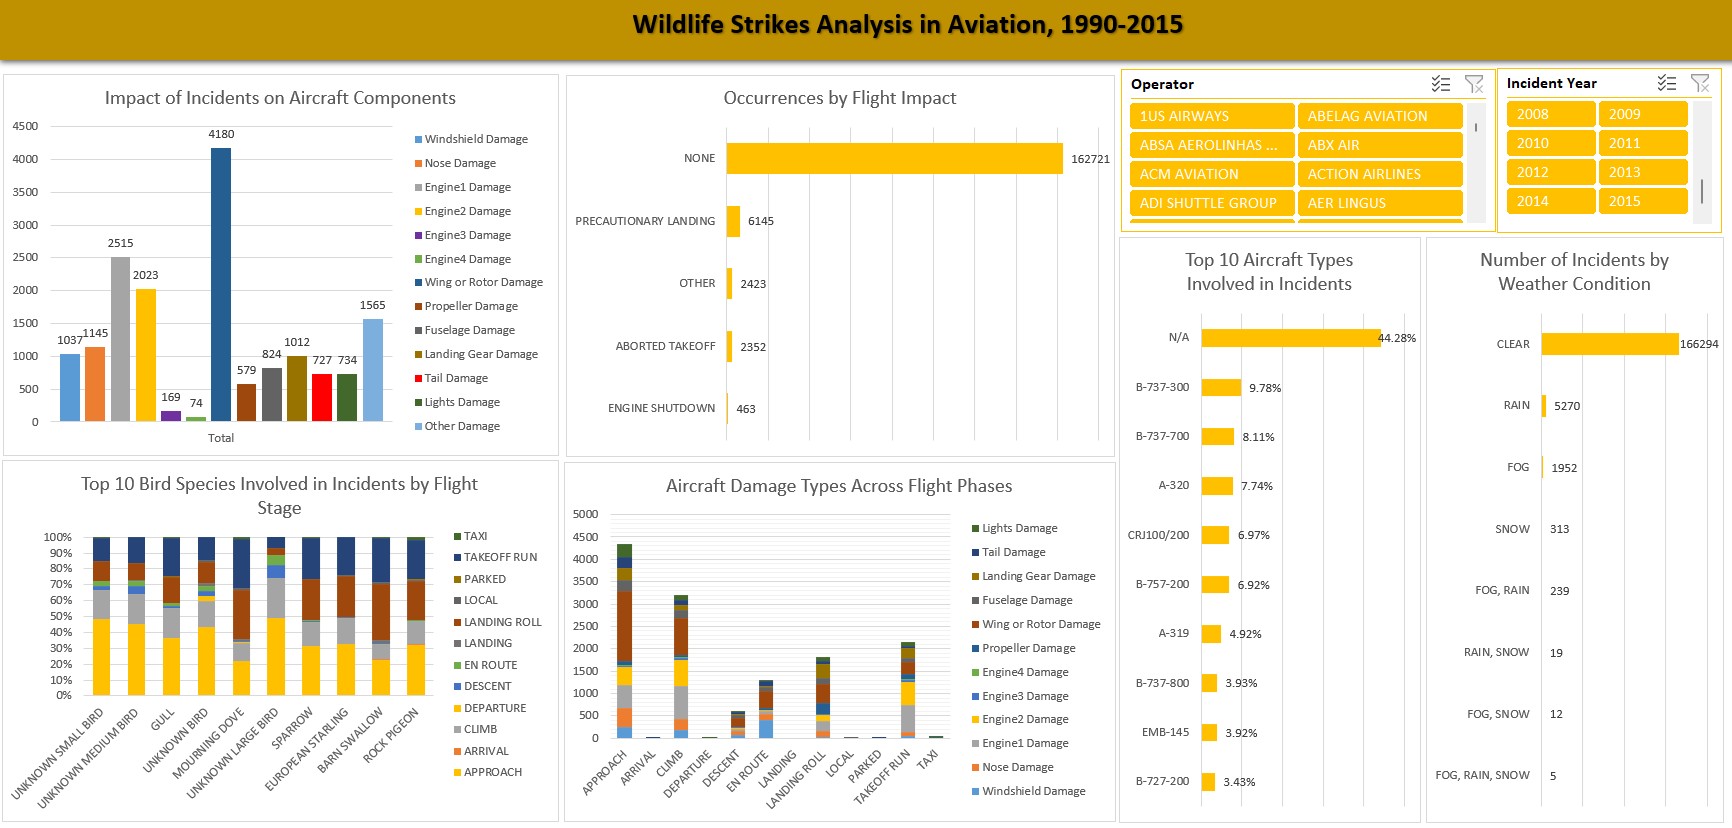 Wildlife Strikes Analysis in Aviation, 1990-2015
Impact of Incidents on Aircraft Components
4500
4000
3500
3000
2500
2000
1500
1000
500
0
1037
1145
2515
2023
169
74
4180
579
824
1012
727
734
1565
Total
Windshield Damage
Nose Damage
Engine1 Damage
Engine2 Damage
Engine3 Damage
Engine4 Damage
Wing or Rotor Damage
Propeller Damage
Fuselage Damage
Landing Gear Damage
Tail Damage
Lights Damage
Other Damage
Occurrences by Flight Impact
NONE 162721
PRECAUTIONARY LANDING 6145
OTHER 2423
ABORTED TAKEOFF 2352
ENGINE SHUTDOWN 463
Operator
1US AIRWAYS ABELAG AVIATION
ABSA AEROLINHAS ... ABX AIR
ACM AVIATION ACTION AIRLINES
ADI SHUTTLE GROUP AER LINGUS
Incident Year
2008 2009
2010 2011
2012 2013
2014 2015
Top 10 Bird Species Involved in Incidents by Flight
Stage
100%
90%
80%
70%
60%
50%
40%
30%
20%
10%
0%
UNKNOWN SMALL BIRD
UNKNOWN MEDIUM BIRD
GULL
UNKNOWN BIRD
MOURNING DOVE
UNKNOWN LARGE BIRD
SPARROW
EUROPEAN STARLING
BARN SWALLOW
ROCK PIGEON
TAXI
TAKEOFF RUN
PARKED
LOCAL
LANDING ROLL
LANDING
EN ROUTE
DESCENT
DEPARTURE
CLIMB
ARRIVAL
APPROACH
Aircraft Damage Types Across Flight Phases
5000
4500
4000
3500
3000
2500
2000
1500
1000
500
0
APPROACH
ARRIVAL
CLIMB
DEPARTURE
DESCENT
EN ROUTE
LANDING
LANDING ROLL
LOCAL
PARKED
TAKEOFF RUN
TAXI
Lights Damage
Tail Damage
Landing Gear Damage
Fuselage Damage
Wing or Rotor Damage
Propeller Damage
Engine4 Damage
Engine3 Damage
Engine2 Damage
Engine1 Damage
Nose Damage
Windshield Damage
Top 10 Aircraft Types
Involved in Incidents
N/A 44.28%
B-737-300 9.78%
B-737-700 8.11%
A-320 7.74%
CRJ100/200 6.97%
B-757-200 6.92%
A-319 4.92%
B-737-800 3.93%
EMB-145 3.92%
B-727-200 3.43%
Number of Incidents by
Weather Condition
CLEAR 166294
RAIN 5270
FOG 1952
SNOW 313
FOG, RAIN 239
RAIN, SNOW 19
FOG, SNOW 12
FOG, RAIN, SNOW 5